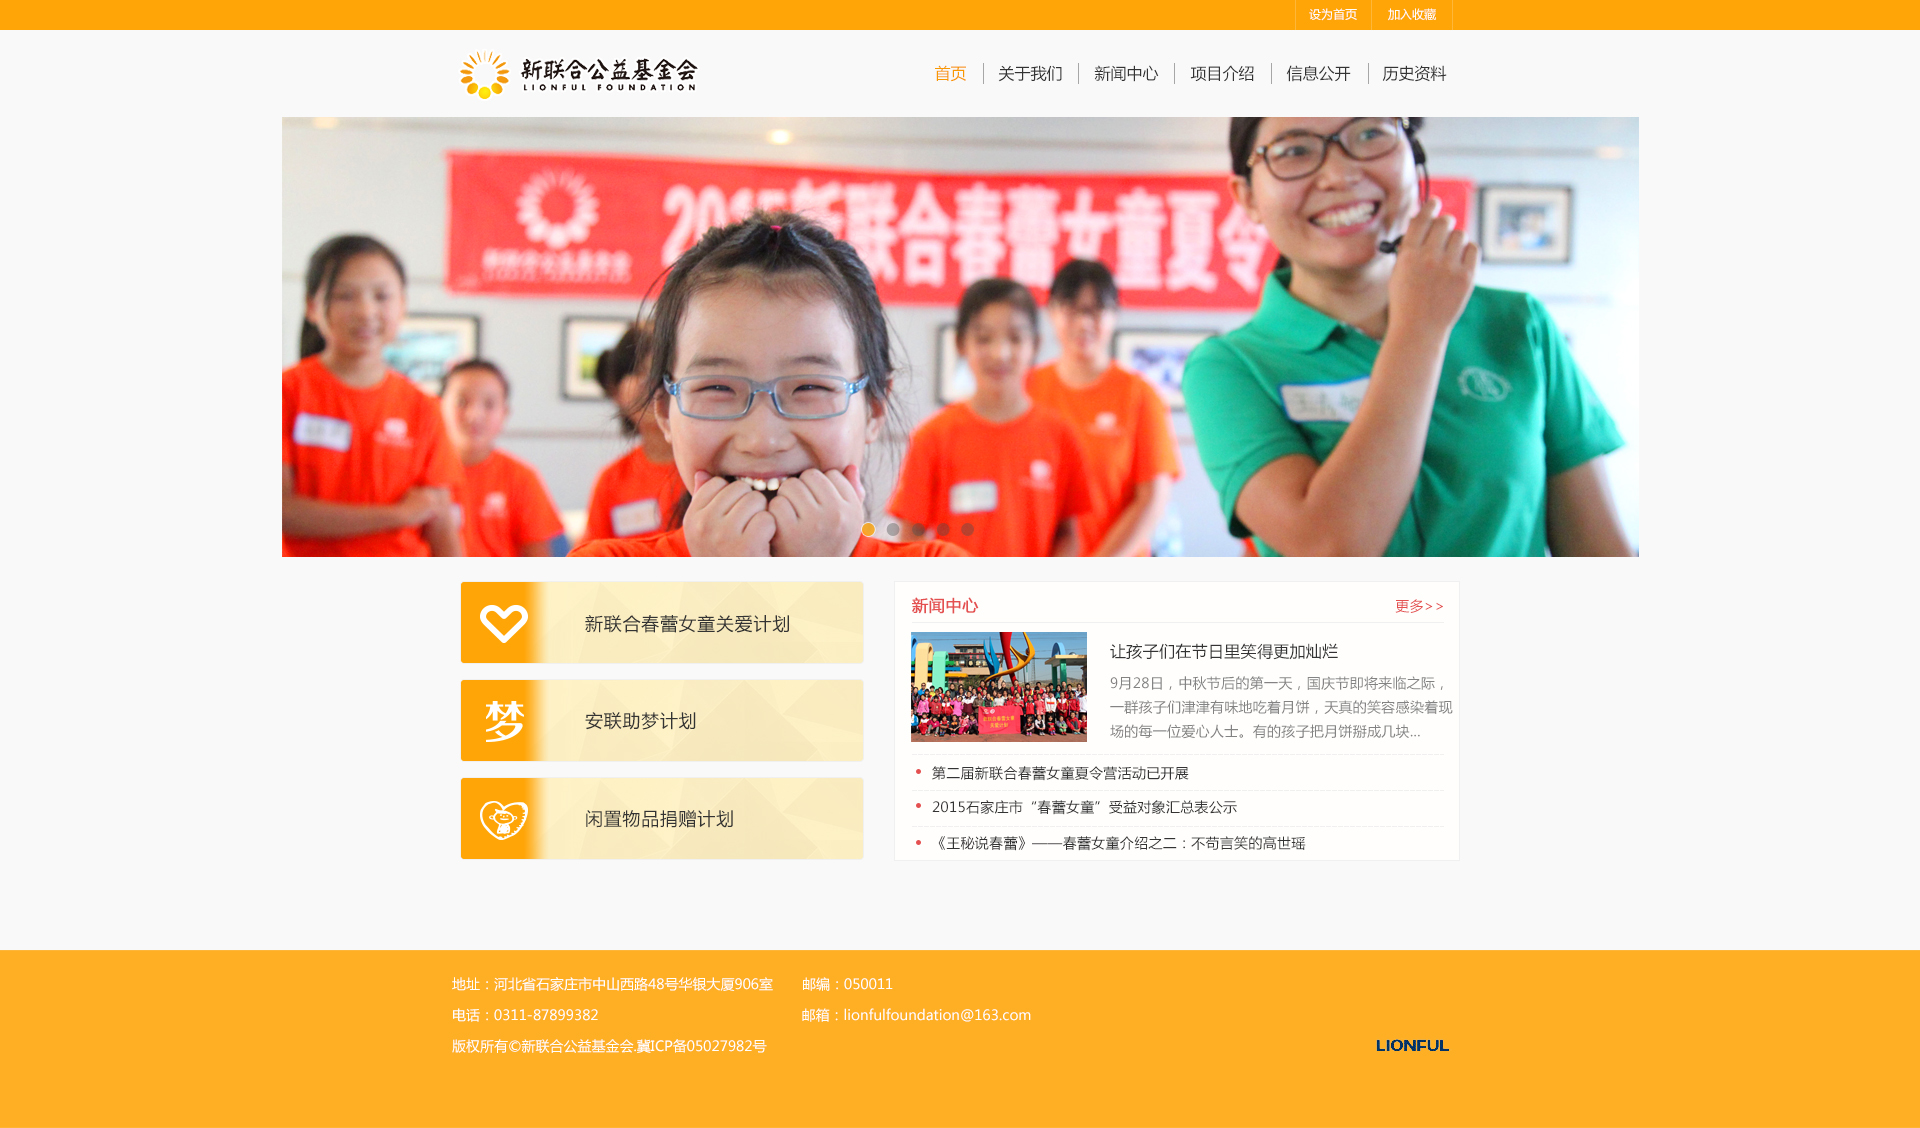 设为首页 加入收藏
新联合公益基金会
LIONFUL FOUNDATION
首页 关于我们 新闻中心 项目介绍 信息公开 历史资料
2015新联合春蕾女童夏令
新联合公益基金会
新联合春蕾女童关爱计划
安联助梦计划
梦
闲置物品捐赠计划
新闻中心 更多>>
让孩子们在节日里笑得更加灿烂
9月28日，中秋节后的第一天，国庆节即将来临之际，
一群孩子们津津有味地吃着月饼，天真的笑容感染着现
场的每一位爱心人士。有的孩子把月饼掰成几块...
第二届新联合春蕾女童夏令营活动已开展
2015石家庄市“春蕾女童”受益对象汇总表公示
《王秘说春蕾》——春蕾女童介绍之二：不苟言笑的高世瑶
地址：河北省石家庄市中山西路48号华银大厦906室 邮编：050011
电话：0311-87899382 邮箱：lionfulfoundation@163.com
版权所有©新联合公益基金会.冀ICP备05027982号
LIONFUL